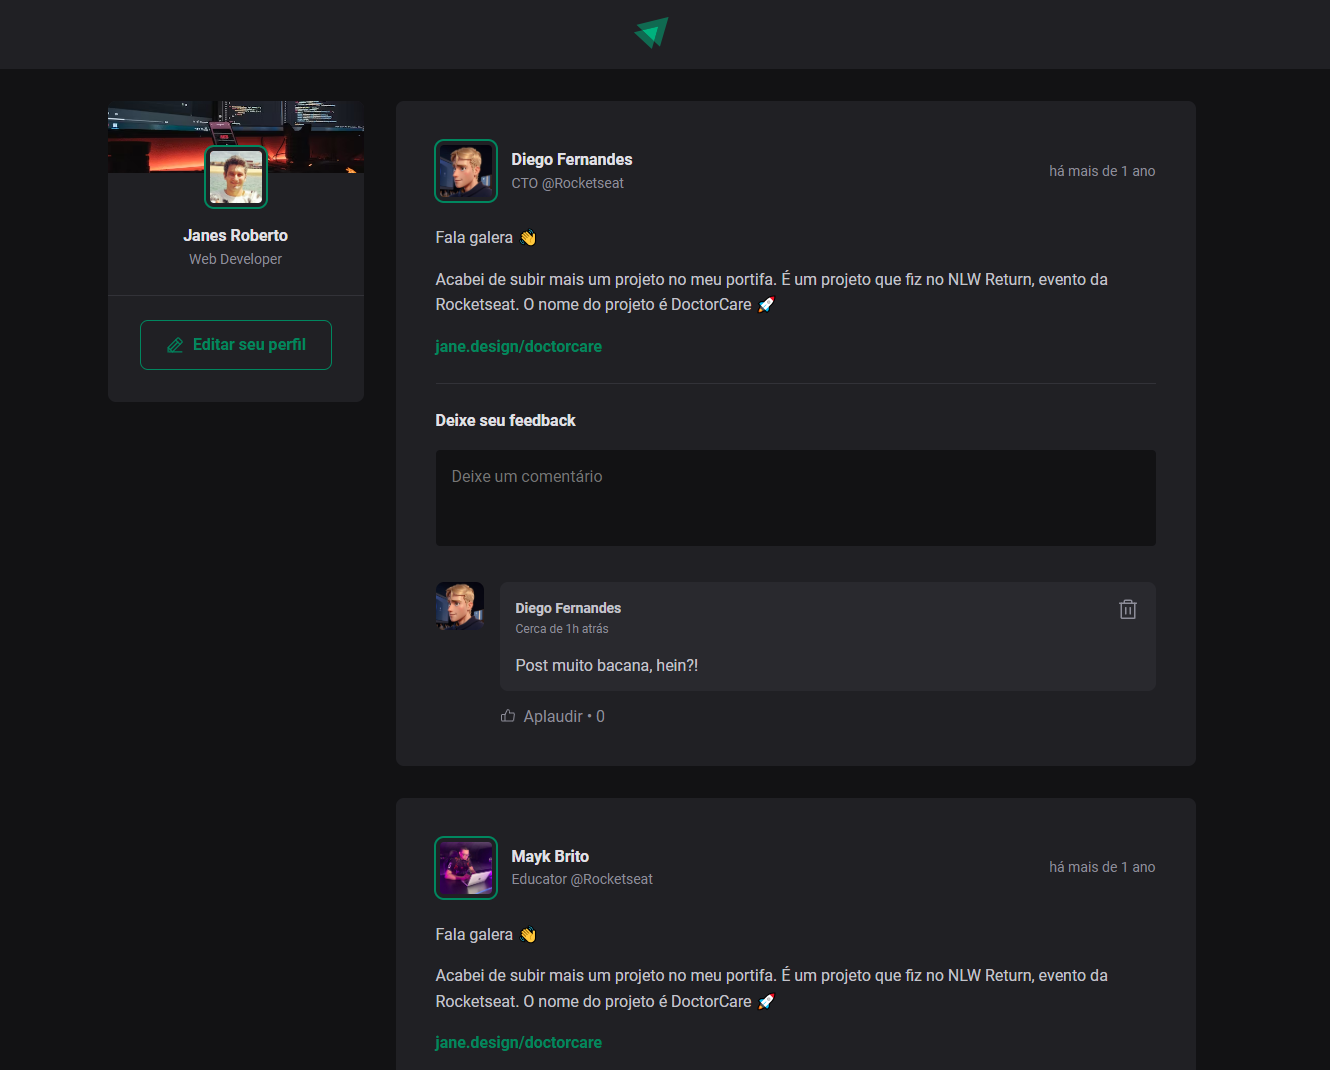 Janes Roberto
Web Developer
Editar seu perfil
Diego Fernandes
CTO @Rocketseat
há mais de 1 ano
Fala galera 👋
Acabei de subir mais um projeto no meu portifa. É um projeto que fiz no NLW Return, evento da
Rocketseat. O nome do projeto é DoctorCare 🚀
jane.design/doctorcare
Deixe seu feedback
Deixe um comentário
Diego Fernandes
Cerca de 1h atrás
Post muito bacana, hein?!
Aplaudir • 0
Mayk Brito
Educator @Rocketseat
há mais de 1 ano
Fala galera 👋
Acabei de subir mais um projeto no meu portifa. É um projeto que fiz no NLW Return, evento da
Rocketseat. O nome do projeto é DoctorCare 🚀
jane.design/doctorcare